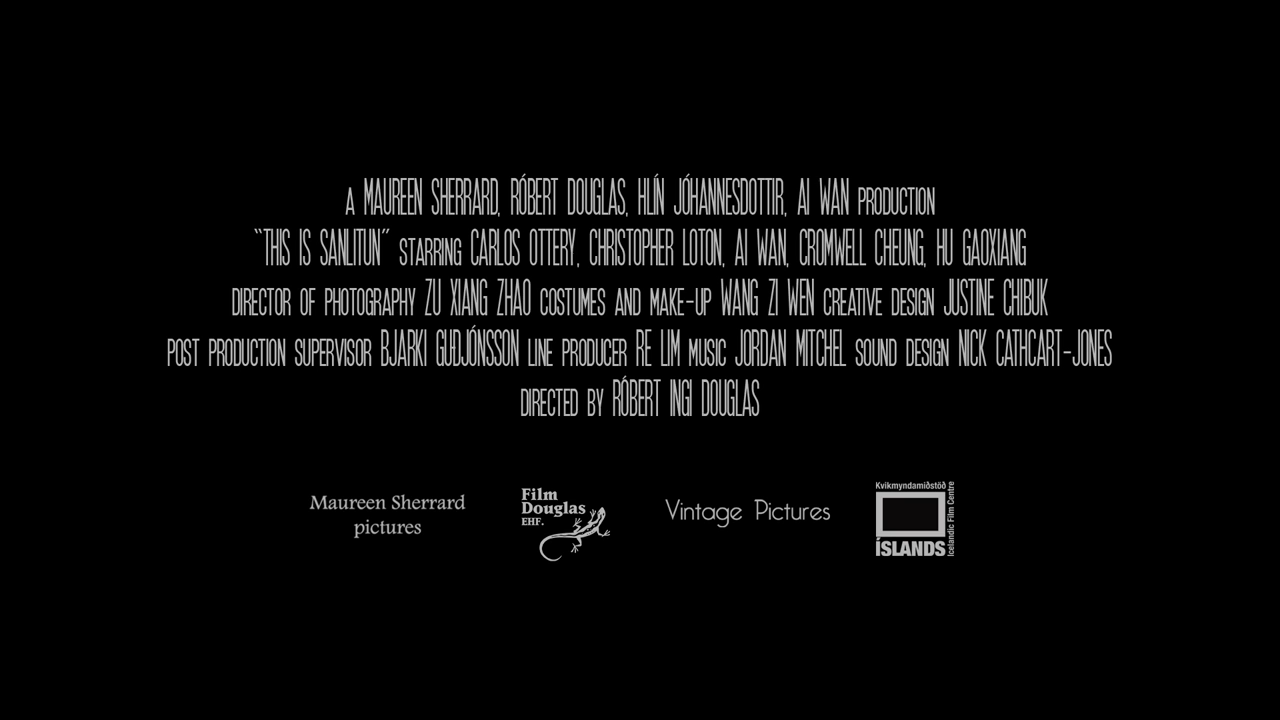 A MAUREEN SHERRARD, RÓBERT DOUGLAS, HLÍN JÓHANNESDOTTIR, AI WAN PRODUCTION
“THIS IS SANLITUN” STARRING CARLOS OTTERY, CHRISTOPHER LOTON, AI WAN, CROMWELL CHEUNG, HU GAOXIANG
DIRECTOR OF PHOTOGRAPHY ZU XIANG ZHAO COSTUMES AND MAKE-UP WANG ZI WEN CREATIVE DESIGN JUSTINE CHIBUK
POST PRODUCTION SUPERVISOR BJARKI GUÐJÓNSSON LINE PRODUCER RE LIM MUSIC JORDAN MITCHEL SOUND DESIGN NICK CATHCART-JONES
DIRECTED BY RÓBERT INGI DOUGLAS
Maureen Sherrard
pictures
Film
Douglas
EHF.
Vintage Pictures
Kvikmyndamiðstöð
ÍSLANDS
Icelandic Film Centre